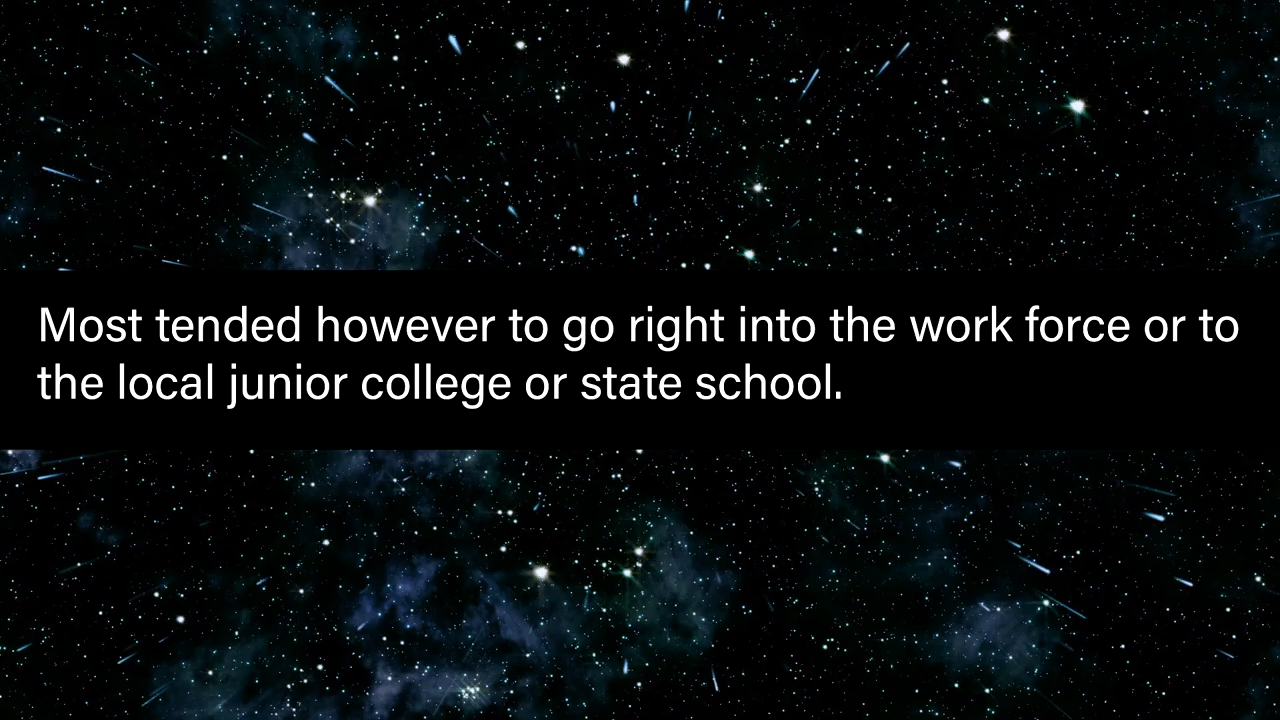 Most tended however to go right into the work force or to
the local junior college or state school.